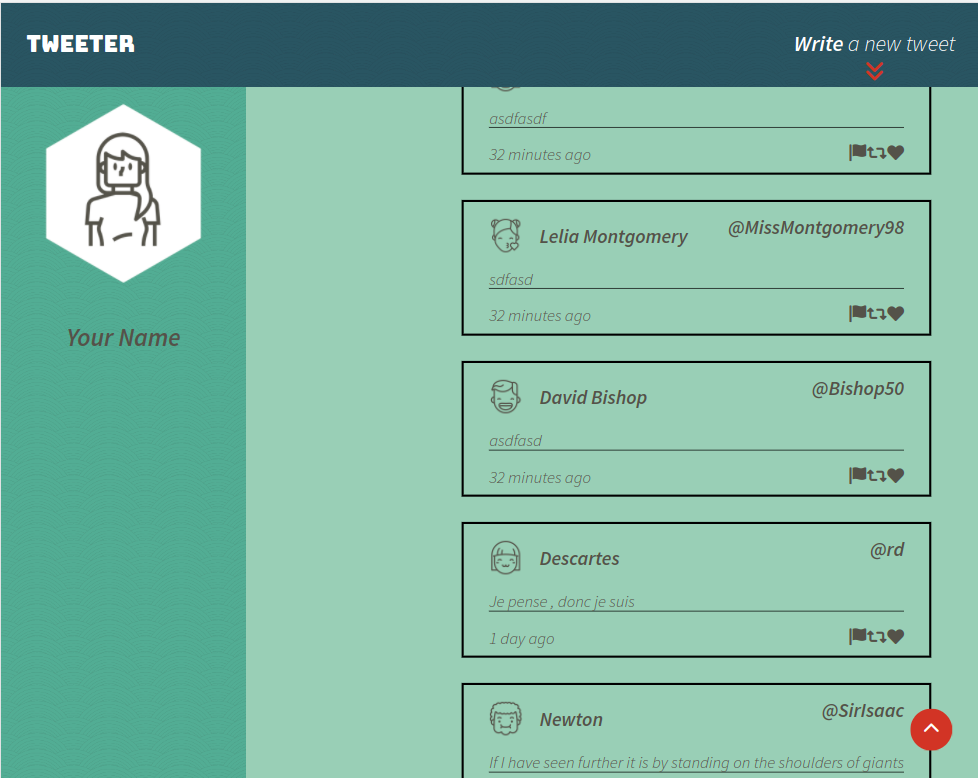 TWEETER
Write a new tweet
Your Name
asdfasdf
32 minutes ago
Lelia Montgomery @MissMontgomery98
sdfasd
32 minutes ago
David Bishop @Bishop50
asdfasd
32 minutes ago
Descartes @rd
Je pense , donc je suis
1 day ago
Newton @SirIsaac
If I have seen further it is by standing on the shoulders of giants